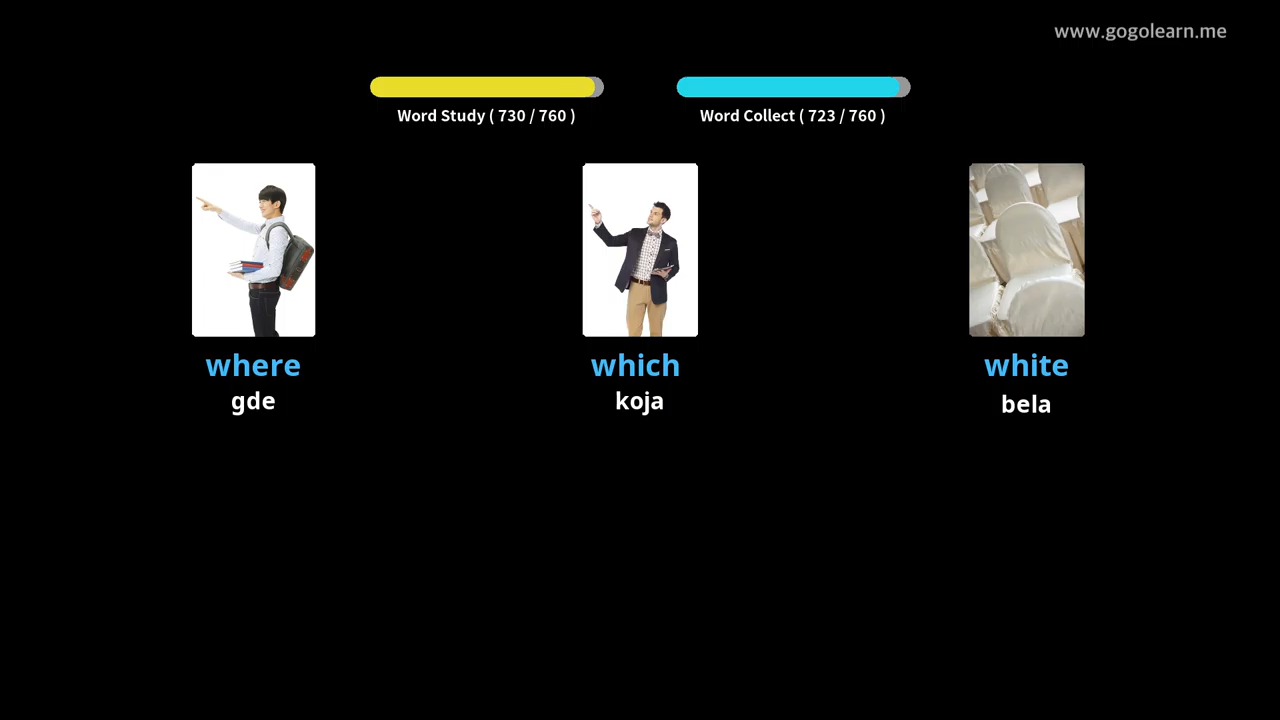 www.gogolearn.me
Word Study ( 730 / 760 )
Word Collect ( 723 / 760 )
where
which
white
gde
koja
bela